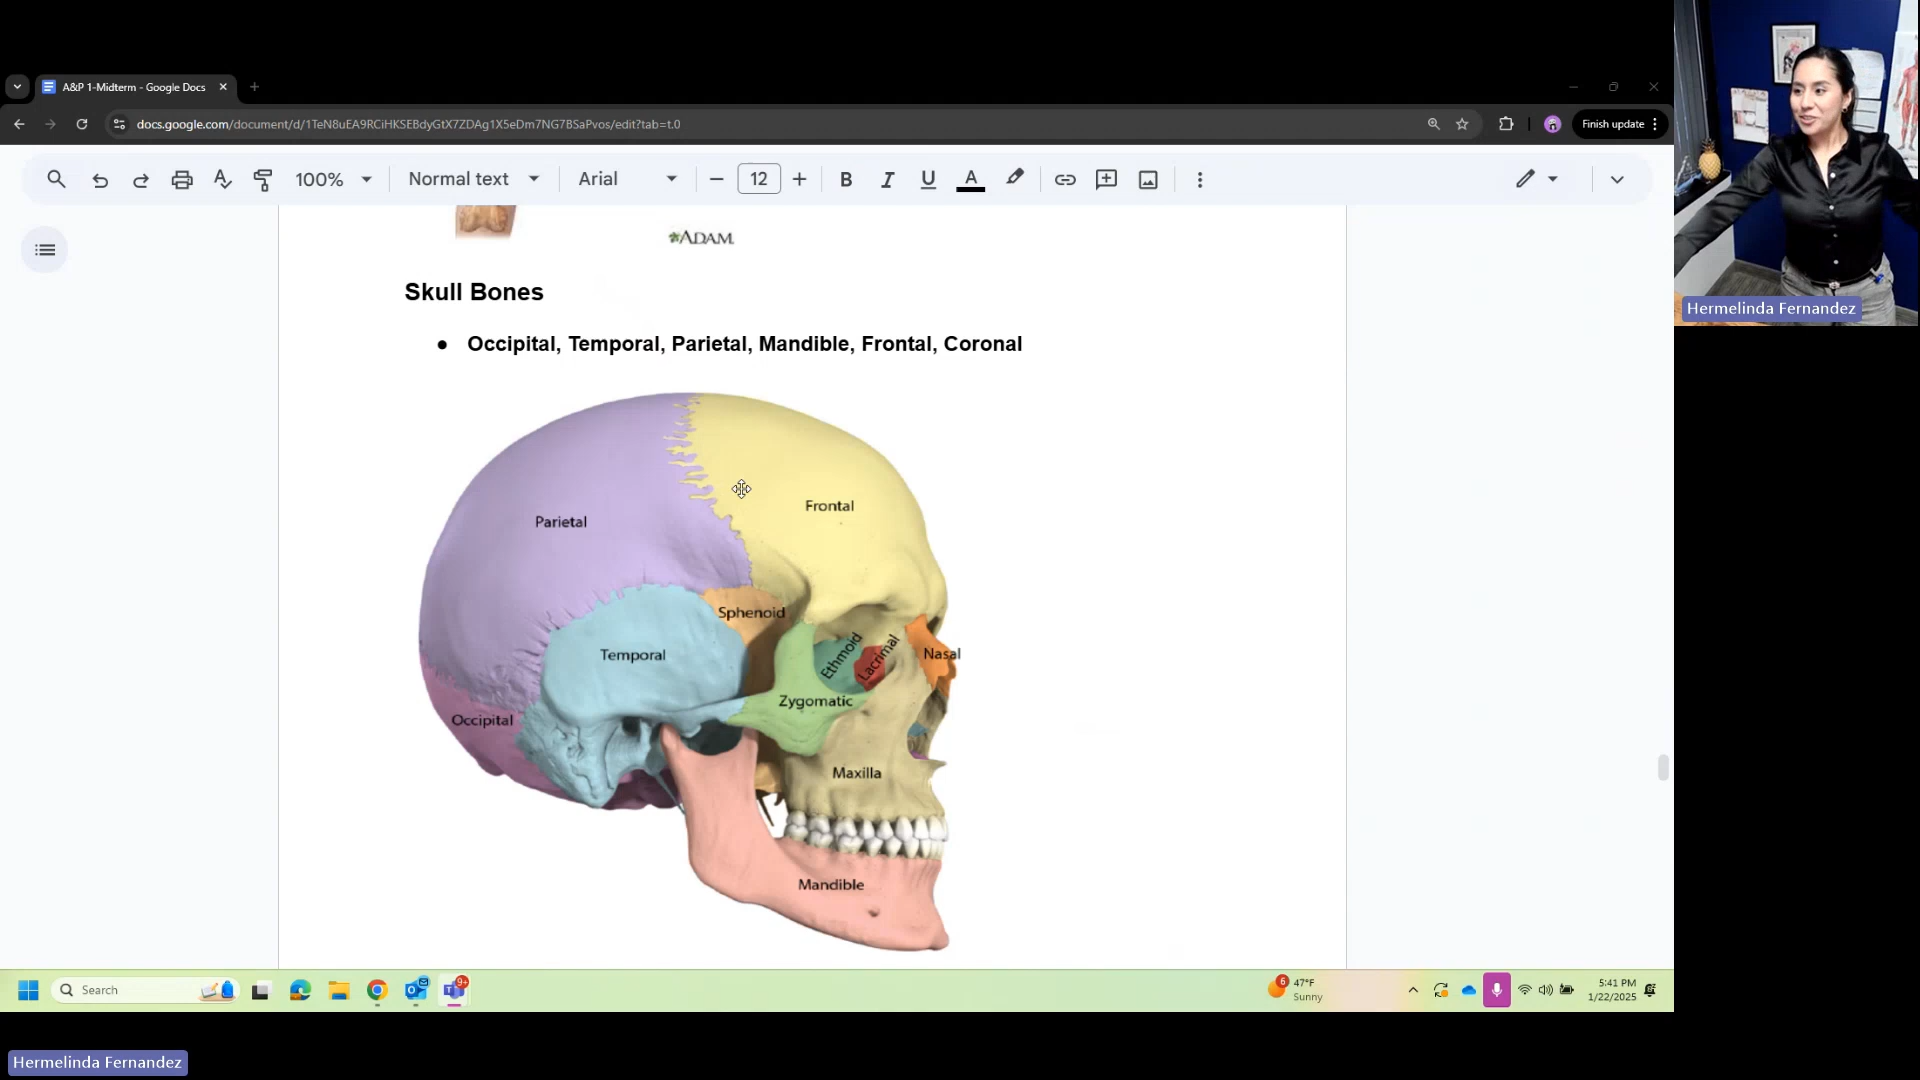 A&P 1-Midterm - Google Docs
docs.google.com/document/d/1TeN8uEA9RCiHKSEBdyGtX7ZDAg1X5eDm7NG7BSaPvos/edit?tab=t.0
Finish update
100%
Normal text
Arial
12
B
I
U
A
ADAM.
Skull Bones
● Occipital, Temporal, Parietal, Mandible, Frontal, Coronal
Frontal
Parietal
Sphenoid
Ethmoid
Lacrimal
Nasal
Temporal
Zygomatic
Occipital
Maxilla
Mandible
Search
9+
6
47°F
Sunny
5:41 PM
1/22/2025
Hermelinda Fernandez
Hermelinda Fernandez